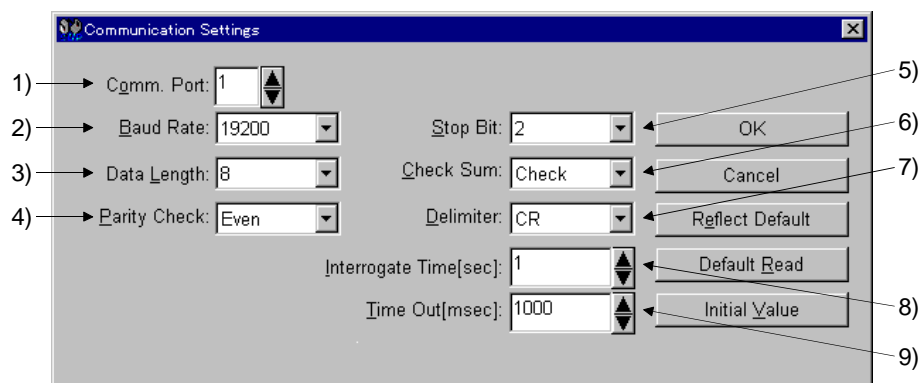 Communication Settings
1) Comm. Port: 1
5)
2) Baud Rate: 19200 Stop Bit: 2 OK
6)
3) Data Length: 8 Check Sum: Check Cancel
7)
4) Parity Check: Even Delimiter: CR Reflect Default
Interrogate Time[sec]: 1 Default Read
8)
Time Out[msec]: 1000 Initial Value
9)